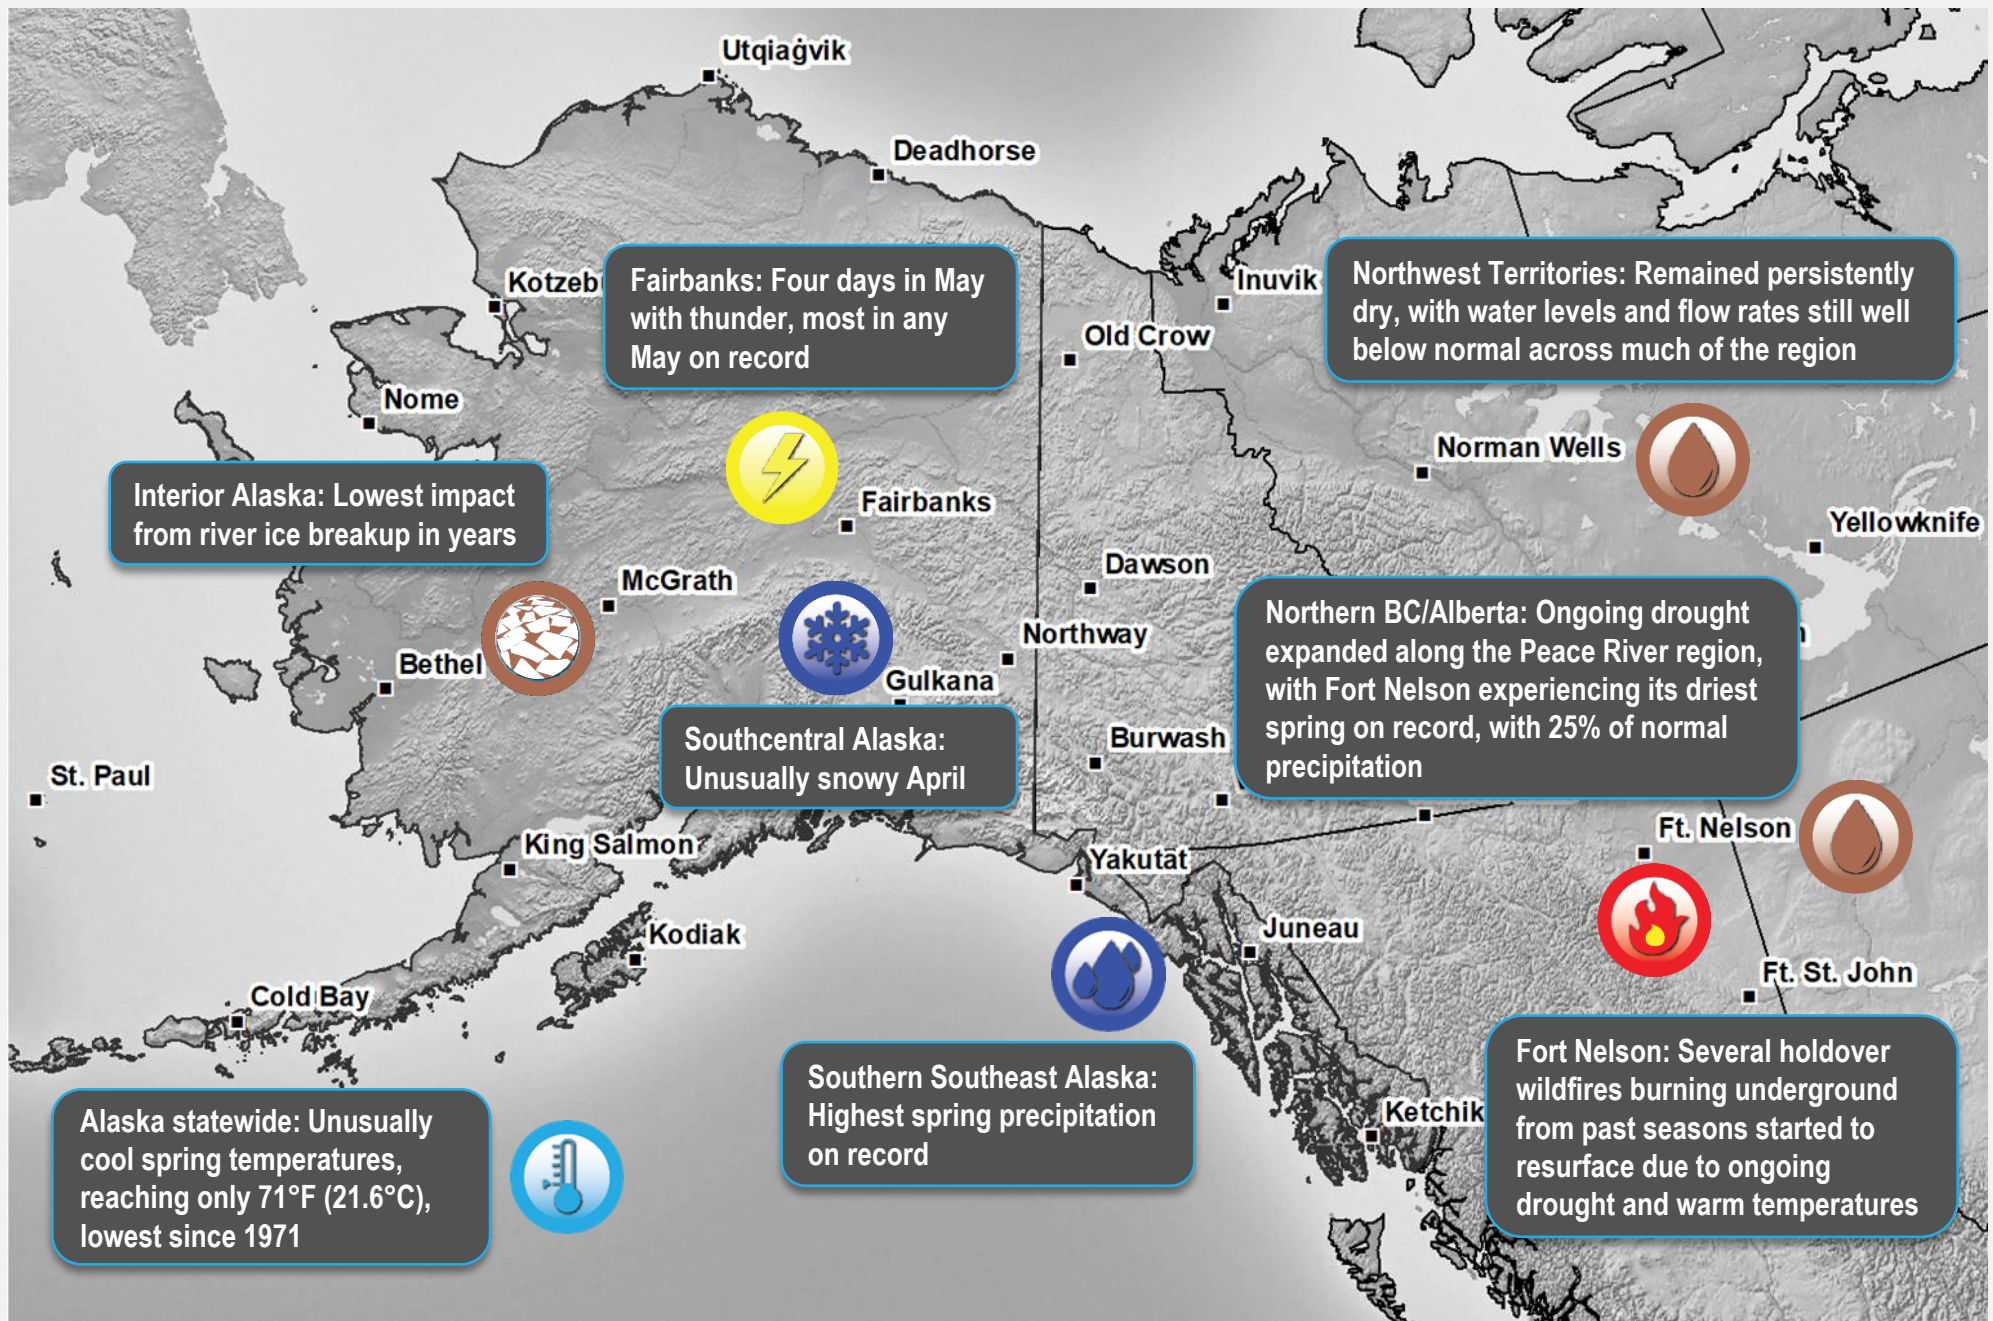 Utqiaġvik
Deadhorse
Fairbanks: Four days in May
with thunder, most in any
May on record
Inuvik
Northwest Territories: Remained persistently
dry, with water levels and flow rates still well
below normal across much of the region
Old Crow
Nome
Norman Wells
Interior Alaska: Lowest impact
from river ice breakup in years
Fairbanks
Yellowknife
McGrath
Dawson
Northway
Northern BC/Alberta: Ongoing drought
expanded along the Peace River region,
with Fort Nelson experiencing its driest
spring on record, with 25% of normal
precipitation
Bethel
Gulkana
Southcentral Alaska:
Unusually snowy April
Burwash
St. Paul
King Salmon
Yakutat
Ft. Nelson
Kodiak
Juneau
Ft. St. John
Cold Bay
Southern Southeast Alaska:
Highest spring precipitation
on record
Fort Nelson: Several holdover
wildfires burning underground
from past seasons started to
resurface due to ongoing
drought and warm temperatures
Alaska statewide: Unusually
cool spring temperatures,
reaching only 71°F (21.6°C),
lowest since 1971